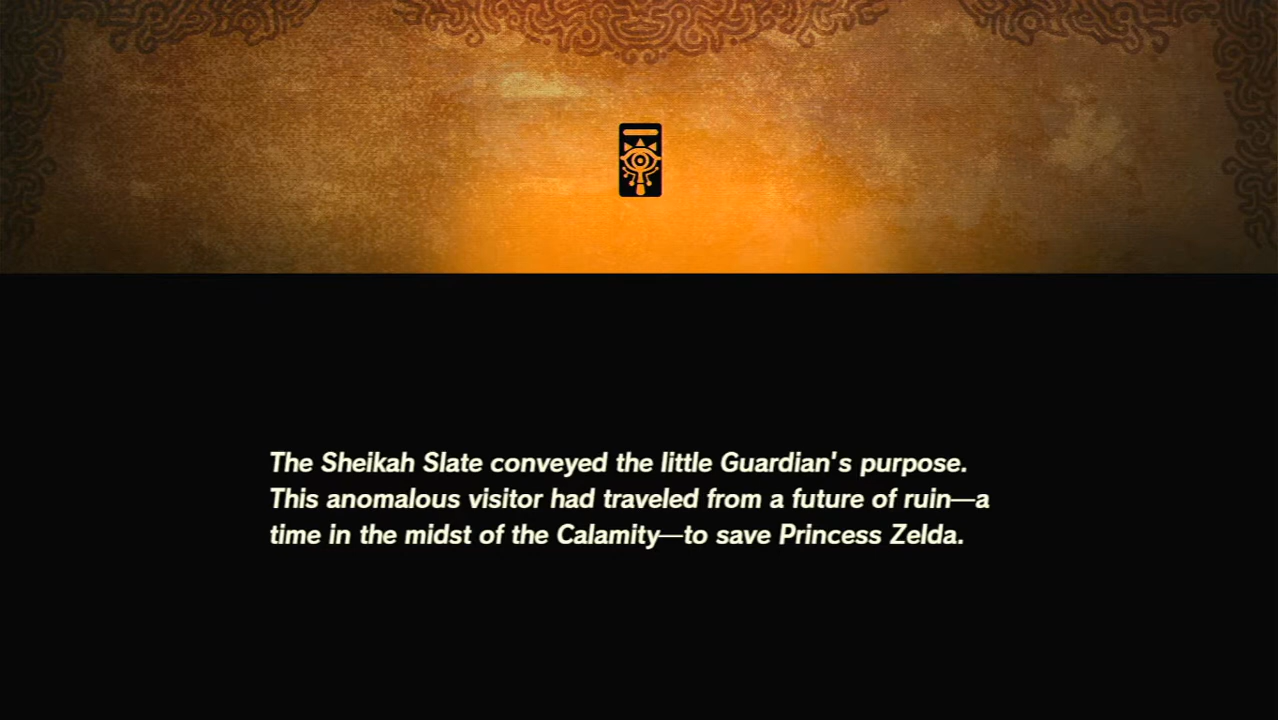 The Sheikah Slate conveyed the little Guardian's purpose.
This anomalous visitor had traveled from a future of ruin—a
time in the midst of the Calamity—to save Princess Zelda.